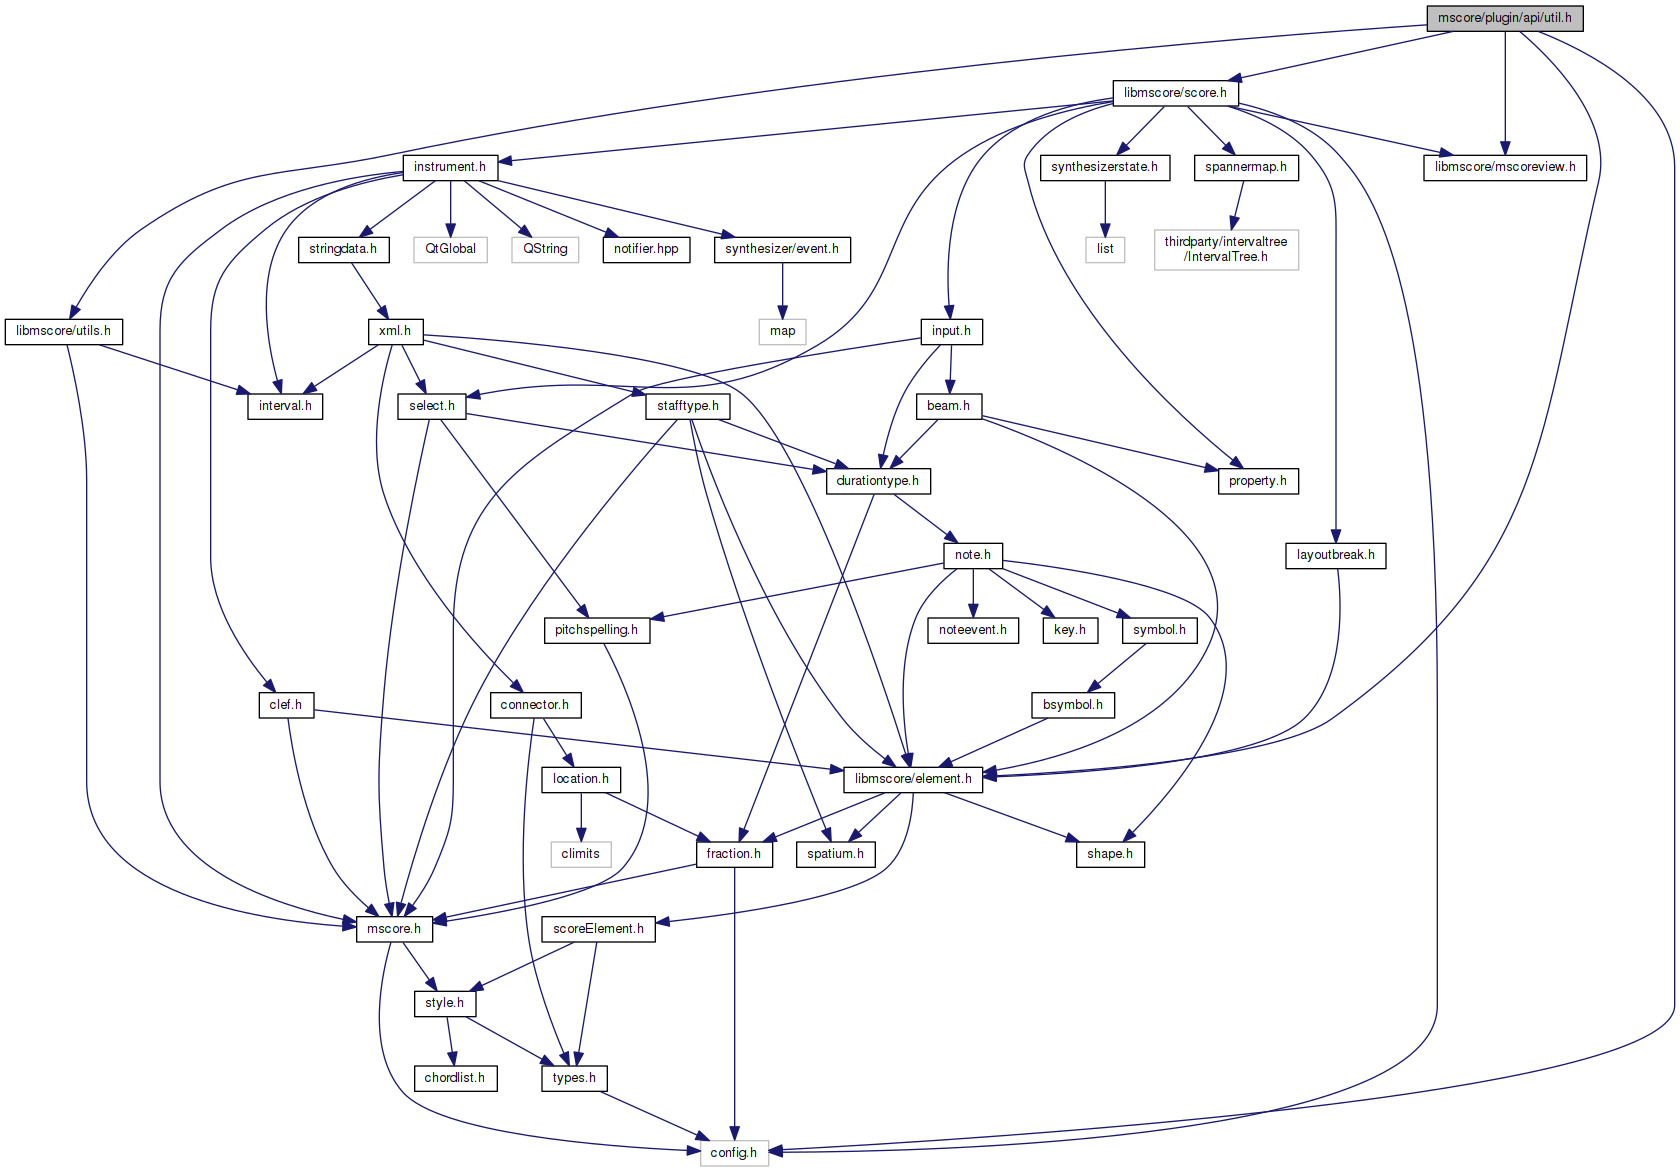 mscore/plugin/api/util.h
libmscore/score.h
instrument.h
synthesizerstate.h
spannermap.h
libmscore/mscoreview.h
stringdata.h
QtGlobal
QString
notifier.hpp
synthesizer/event.h
list
thirdparty/intervaltree
/IntervalTree.h
libmscore/utils.h
xml.h
map
input.h
interval.h
select.h
stafftype.h
beam.h
durationtype.h
property.h
note.h
layoutbreak.h
pitchspelling.h
noteevent.h
key.h
symbol.h
clef.h
connector.h
bsymbol.h
location.h
libmscore/element.h
climits
fraction.h
spatium.h
shape.h
mscore.h
scoreElement.h
style.h
chordlist.h
types.h
config.h